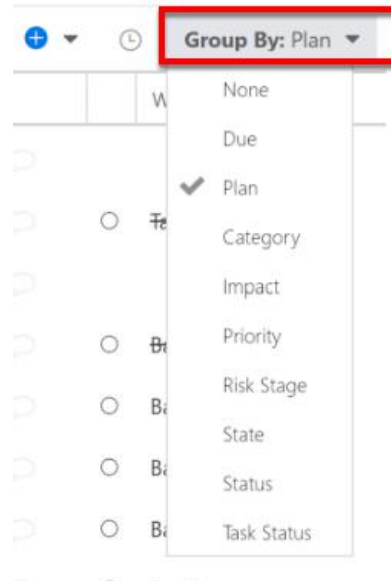 Group By: Plan
None
Due
Plan
Category
Impact
Priority
Risk Stage
State
Status
Task Status